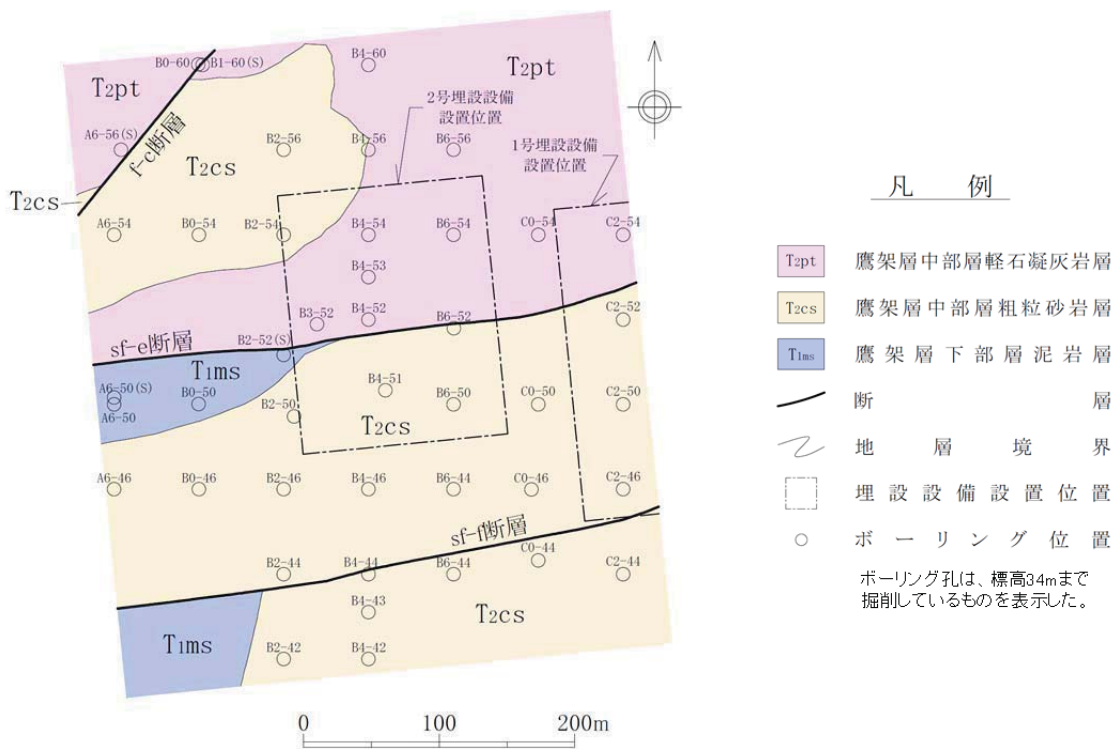 B0-60 B1-60(S)
B4-60
T2pt
T2pt
2号埋設設備
設置位置
A6-56(S)
f-c断層
B2-56
B4-56
B6-56
1号埋設設備
設置位置
T2cs
T2cs
A6-54
B0-54
B2-54
B4-54
B6-54
C0-54
C2-54
B4-53
B3-52
B4-52
B6-52
C2-52
sf-e断層
B2-52(S)
T1ms
A6-50(S)
A6-50
B0-50
B2-50
B4-51
B6-50
C0-50
C2-50
T2cs
A6-46
B0-46
B2-46
B4-46
B6-44
C0-46
C2-46
sf-f断層
B2-44
B4-44
B6-44
C0-44
C2-44
B4-43
T2cs
T1ms
B2-42
B4-42
0 100 200m
凡例
T2pt 鷹架層中部層軽石凝灰岩層
T2cs 鷹架層中部層粗粒砂岩層
T1ms 鷹架層下部層泥岩層
断層
地層境界
埋設設備設置位置
ボーリング位置
ボーリング孔は、標高34mまで
掘削しているものを表示した。